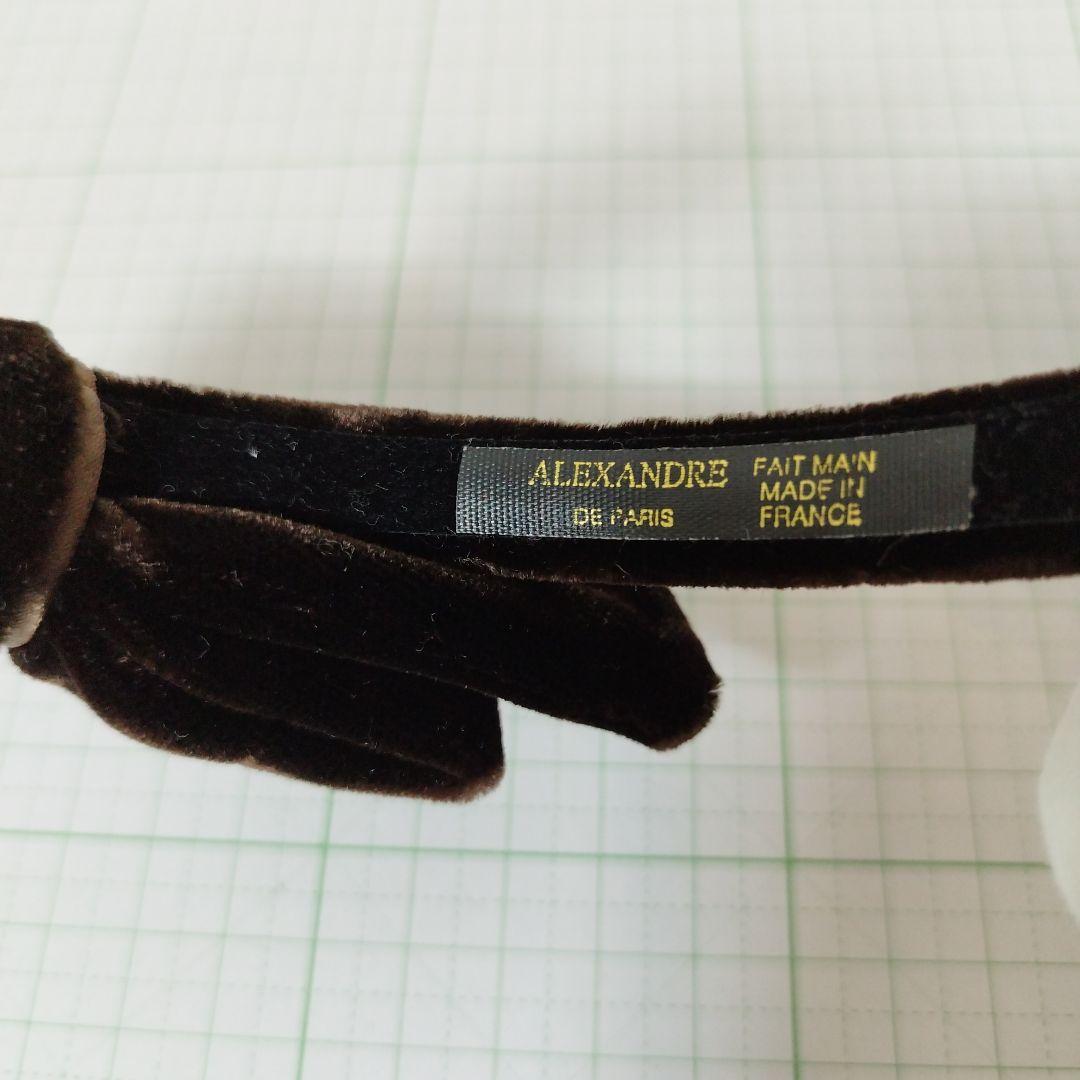 ALEXANDRE
DE PARIS
FAIT MAIN
MADE IN
FRANCE